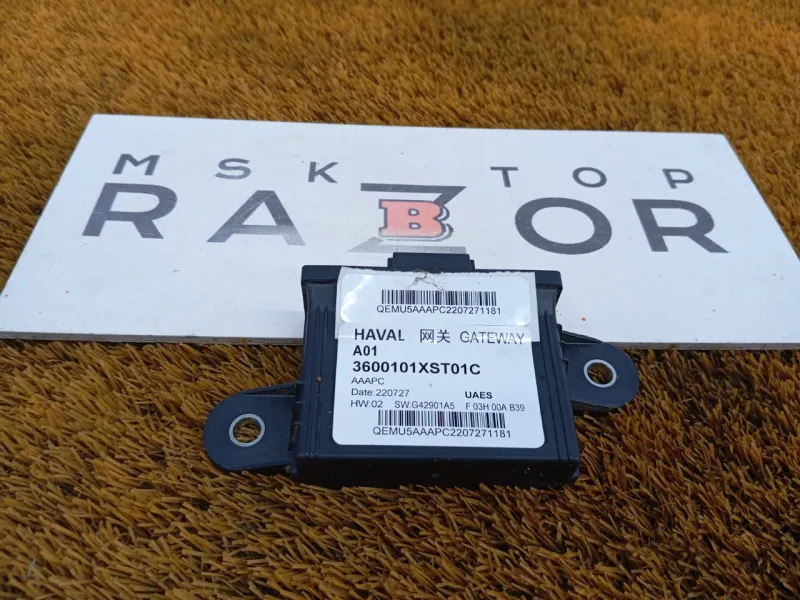 MSK TOP
RAZOR
B
QEMU5AAAPC2207271181
HAVAL 网关 GATEWAY
A01
3600101XST01C
AAAPC
Date:220727 UAES
HW:02 SW:G42901A5 F 03H 00A B39
QEMU5AAAPC2207271181